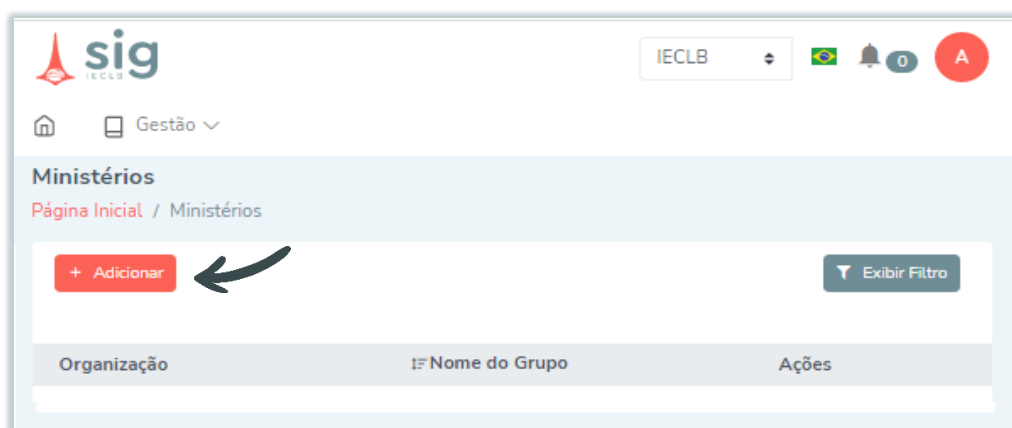 sig
IECLB
IECLB
0
A
Gestão
Ministérios
Página Inicial / Ministérios
+ Adicionar
Exibir Filtro
Organização Nome do Grupo Ações